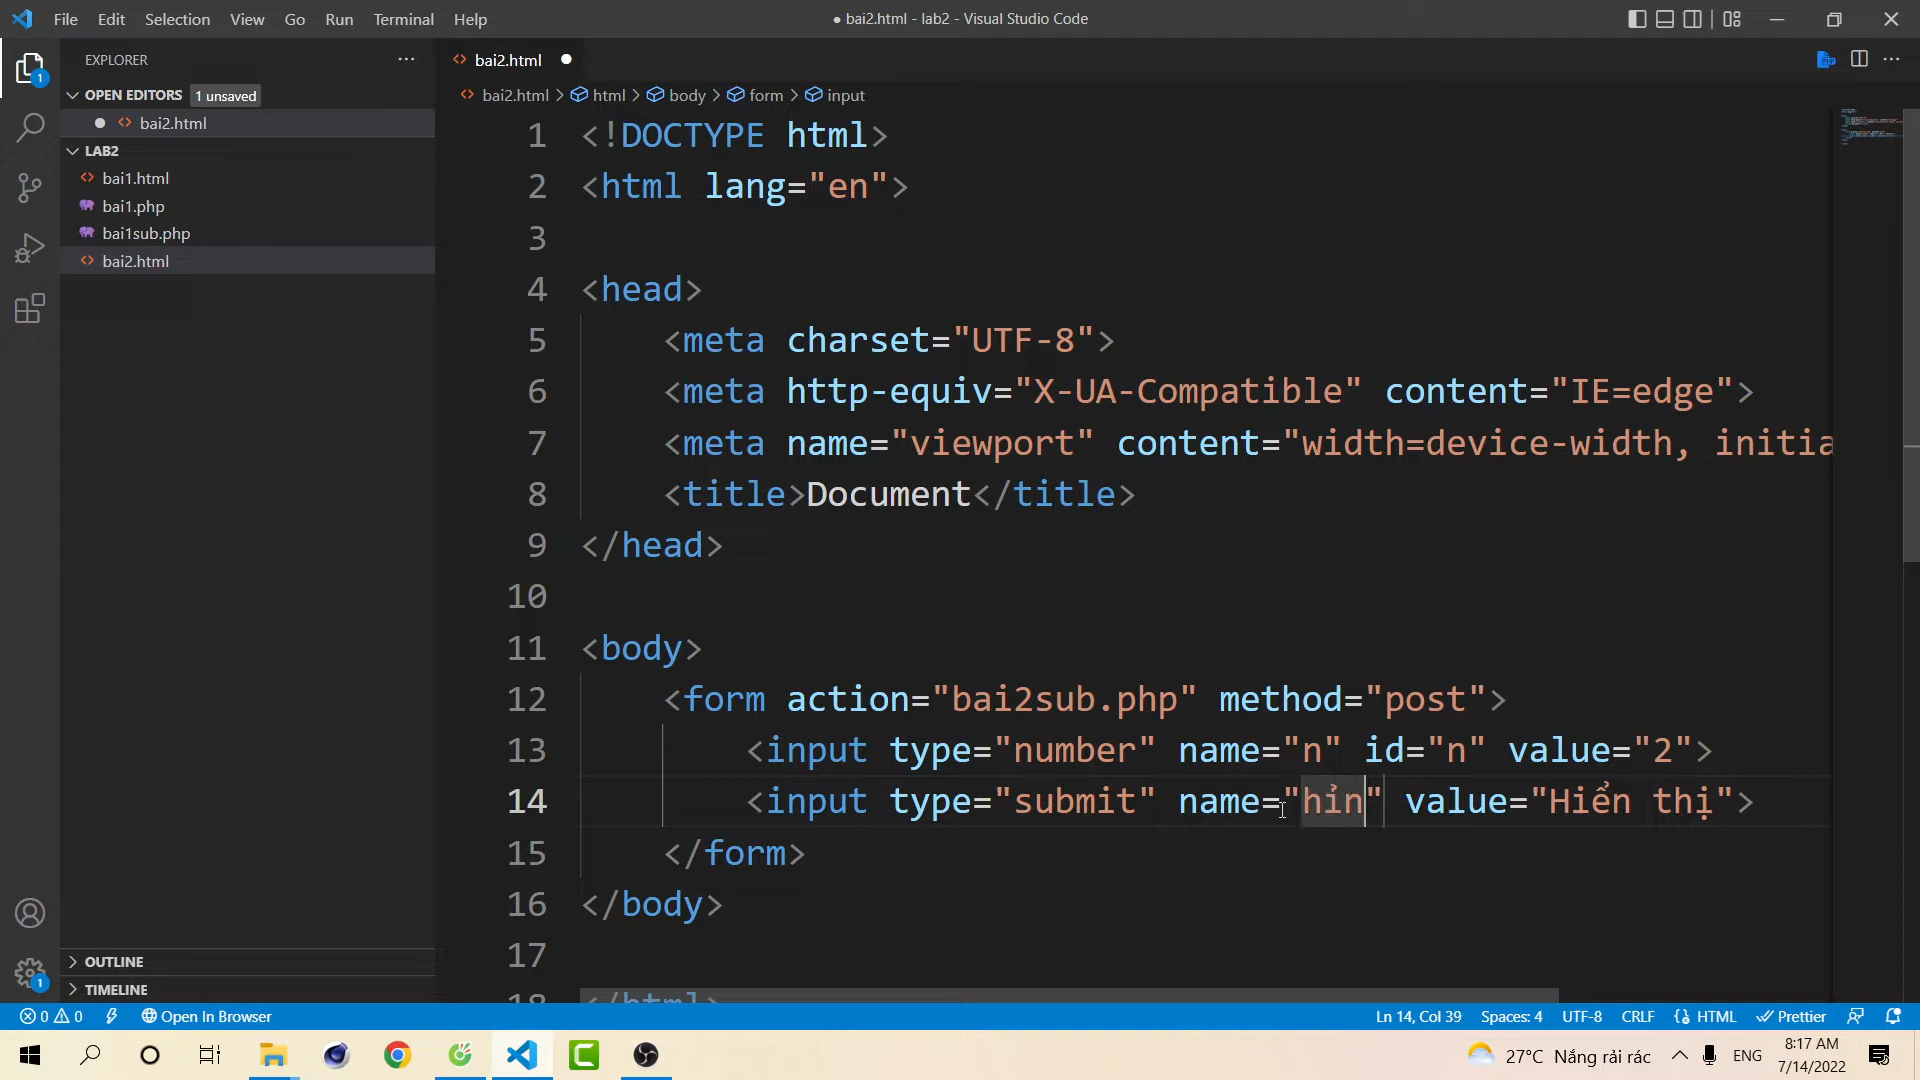 File Edit Selection View Go Run Terminal Help
● bai2.html - lab2 - Visual Studio Code
EXPLORER
OPEN EDITORS 1 unsaved
bai2.html
LAB2
bai1.html
bai1.php
bai1sub.php
bai2.html
OUTLINE
TIMELINE
bai2.html
bai2.html > html > body > form > input
1 <!DOCTYPE html>
2 <html lang="en">
3
4 <head>
5 <meta charset="UTF-8">
6 <meta http-equiv="X-UA-Compatible" content="IE=edge">
7 <meta name="viewport" content="width=device-width, initia
8 <title>Document</title>
9 </head>
10
11 <body>
12 <form action="bai2sub.php" method="post">
13 <input type="number" name="n" id="n" value="2">
14 <input type="submit" name="hỉn" value="Hiển thị">
15 </form>
16 </body>
17
18 </html>
0 0 Open In Browser
Ln 14, Col 39 Spaces: 4 UTF-8 CRLF HTML Prettier
27°C Nắng rải rác ENG
8:17 AM
7/14/2022